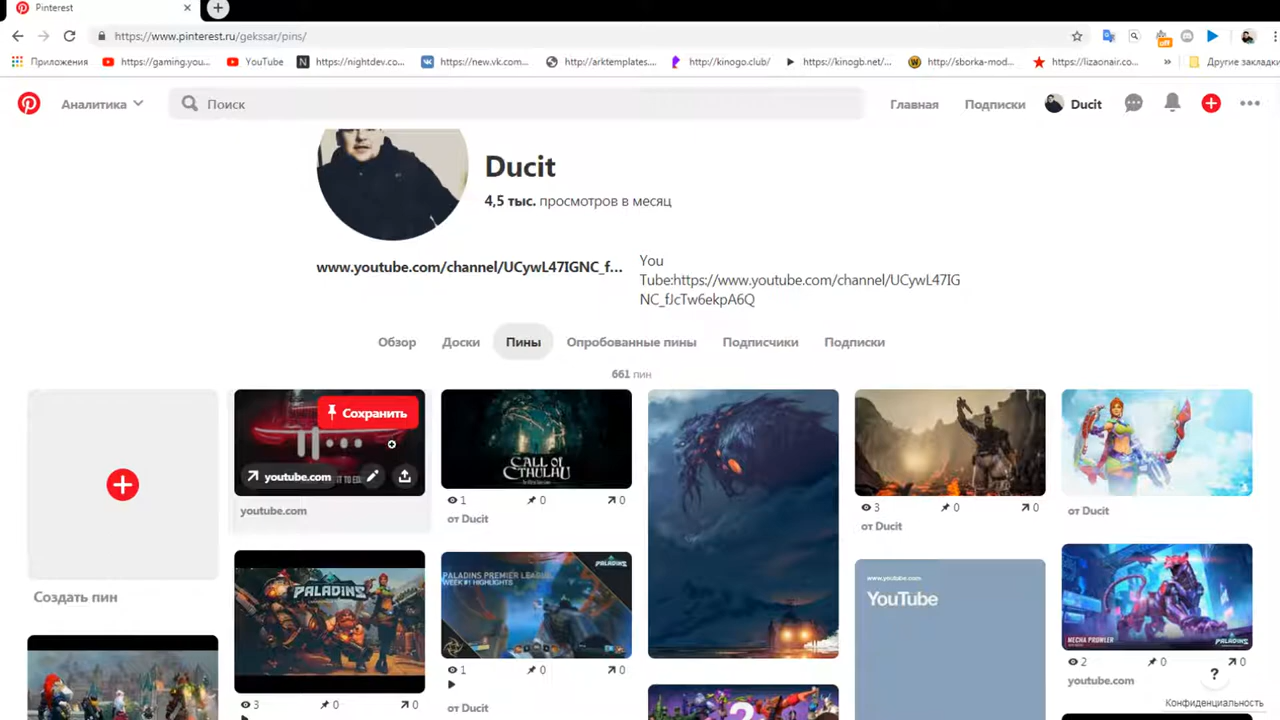 Pinterest
https://www.pinterest.ru/gekssar/pins/
off
Приложения
https://gaming.you...
YouTube
https://nightdev.co...
https://new.vk.com...
http://arktemplates....
http://kinogo.club/
https://kinogb.net/...
http://sborka-mod...
https://lizaonair.co...
»
Другие закладки
Аналитика
Поиск
Главная
Подписки
Ducit
Ducit
4,5 тыс. просмотров в месяц
www.youtube.com/channel/UCywL47IGNC_f...
You
Tube:https://www.youtube.com/channel/UCywL47IG
NC_fJcTw6ekpA6Q
Обзор
Доски
Пины
Опробованные пины
Подписчики
Подписки
661 пин
Создать пин
Сохранить
youtube.com
youtube.com
CALL OF
CTHULHU
1
0
0
от Ducit
3
0
0
от Ducit
от Ducit
PALADINS
3
0
0
PALADINS PREMIER LEAGUE
WEEK #1 HIGHLIGHTS
PALADINS
1
0
0
от Ducit
www.youtube.com
YouTube
MECHA PROWLER
PALADINS
2
0
0
youtube.com
?
Конфиденциальность